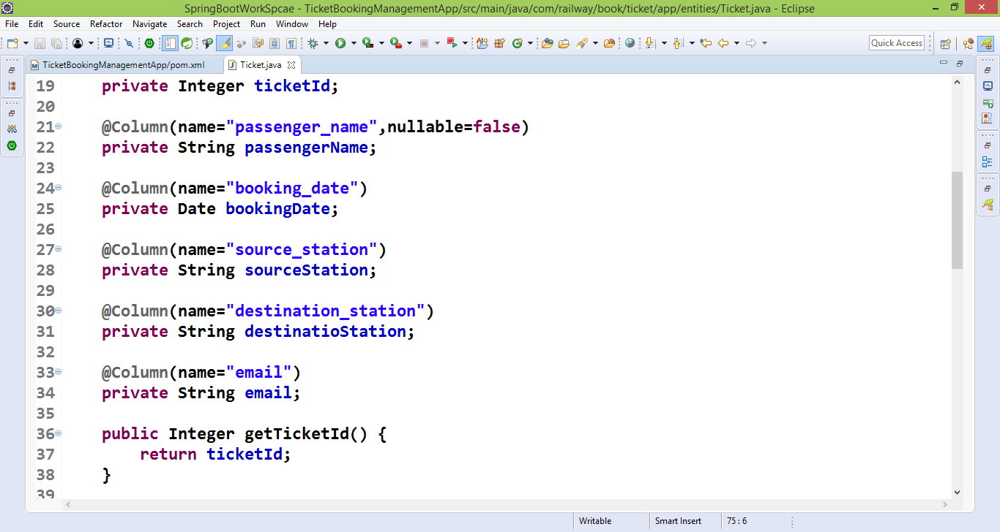 SpringBootWorkSpcae - TicketBookingManagementApp/src/main/java/com/railway/book/ticket/app/entities/Ticket.java - Eclipse
File Edit Source Refactor Navigate Search Project Run Window Help
Quick Access
TicketBookingManagementApp/pom.xml Ticket.java
19 private Integer ticketId;
20
21 @Column(name="passenger_name",nullable=false)
22 private String passengerName;
23
24 @Column(name="booking_date")
25 private Date bookingDate;
26
27 @Column(name="source_station")
28 private String sourceStation;
29
30 @Column(name="destination_station")
31 private String destinatioStation;
32
33 @Column(name="email")
34 private String email;
35
36 public Integer getTicketId() {
37 return ticketId;
38 }
39
Writable Smart Insert 75 : 6